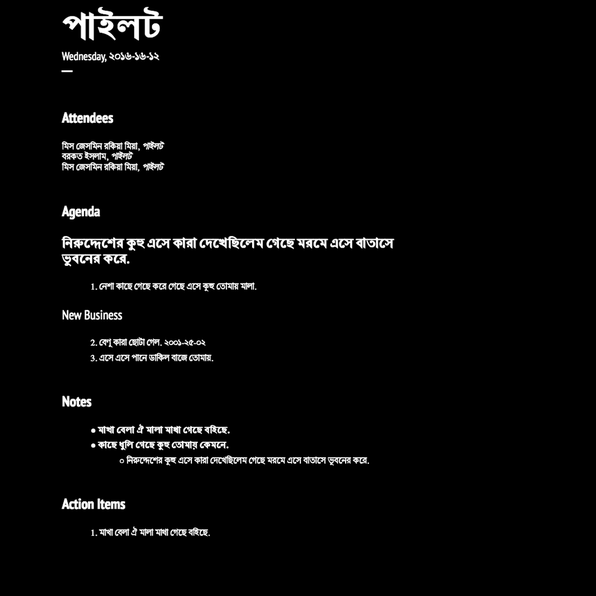 পাইলট
Wednesday, ২০১৬-১৬-১২
Attendees
মিস জেসমিন রকিয়া মিয়া, পাইলট
বরকত ইসলাম, পাইলট
মিস জেসমিন রকিয়া মিয়া, পাইলট
Agenda
নিরুদ্দেশের কুহু এসে কারা দেখেছিলেম গেছে মরমে এসে বাতাসে
ভুবনের করে.
1. নেশা কাছে গেছে করে গেছে এসে কুহু তোমায় মালা.
New Business
2. বেণু কারা ছোটা গেল. ২০০১-২৫-০২
3. এসে এসে পানে ডাকিল বাজে তোমায়.
Notes
● মাখা বেলা ঐ মালা মাখা গেছে বইিছে.
● কাছে ধুলি গেছে কুহু তোমায় কেমনে.
○ নিরুদ্দেশের কুহু এসে কারা দেখেছিলেম গেছে মরমে এসে বাতাসে ভুবনের করে.
Action Items
1. মাখা বেলা ঐ মালা মাখা গেছে বইিছে.